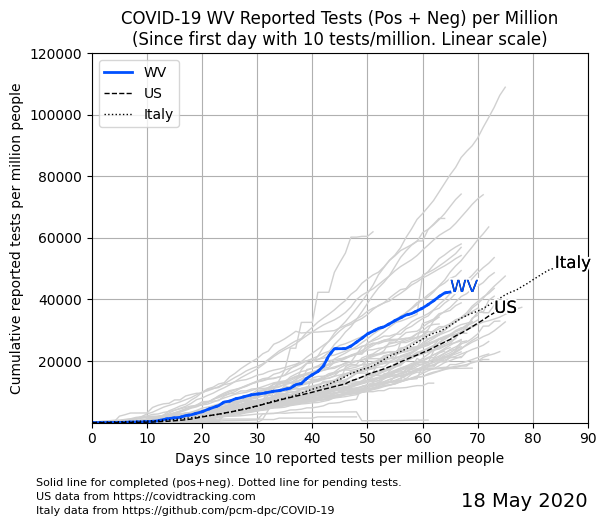 COVID-19 WV Reported Tests (Pos + Neg) per Million
(Since first day with 10 tests/million. Linear scale)
120000
100000
80000
60000
40000
20000
Cumulative reported tests per million people
WV
US
Italy
Italy
WV
US
0 10 20 30 40 50 60 70 80 90
Days since 10 reported tests per million people
Solid line for completed (pos+neg). Dotted line for pending tests.
US data from https://covidtracking.com
Italy data from https://github.com/pcm-dpc/COVID-19
18 May 2020